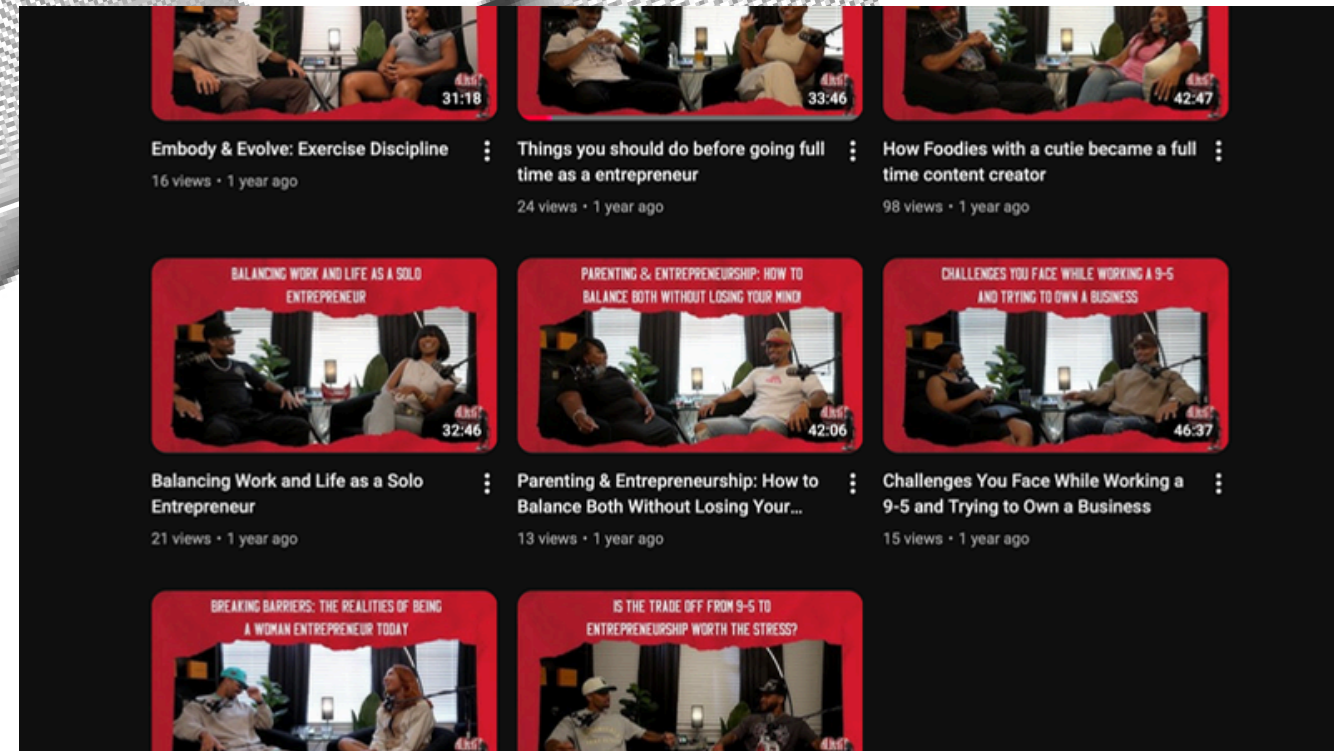 31:18
33:46
42:47
Embody & Evolve: Exercise Discipline
16 views • 1 year ago
Things you should do before going full
time as a entrepreneur
24 views • 1 year ago
How Foodies with a cutie became a full
time content creator
98 views • 1 year ago
BALANCING WORK AND LIFE AS A SOLO
ENTREPRENEUR
32:46
PARENTING & ENTREPRENEURSHIP: HOW TO
BALANCE BOTH WITHOUT LOSING YOUR MIND!
42:06
CHALLENGES YOU FACE WHILE WORKING A 9-5
AND TRYING TO OWN A BUSINESS
46:37
Balancing Work and Life as a Solo
Entrepreneur
21 views • 1 year ago
Parenting & Entrepreneurship: How to
Balance Both Without Losing Your...
13 views • 1 year ago
Challenges You Face While Working a
9-5 and Trying to Own a Business
15 views • 1 year ago
BREAKING BARRIERS: THE REALITIES OF BEING
A WOMAN ENTREPRENEUR TODAY
IS THE TRADE OFF FROM 9-5 TO
ENTREPRENEURSHIP WORTH THE STRESS?